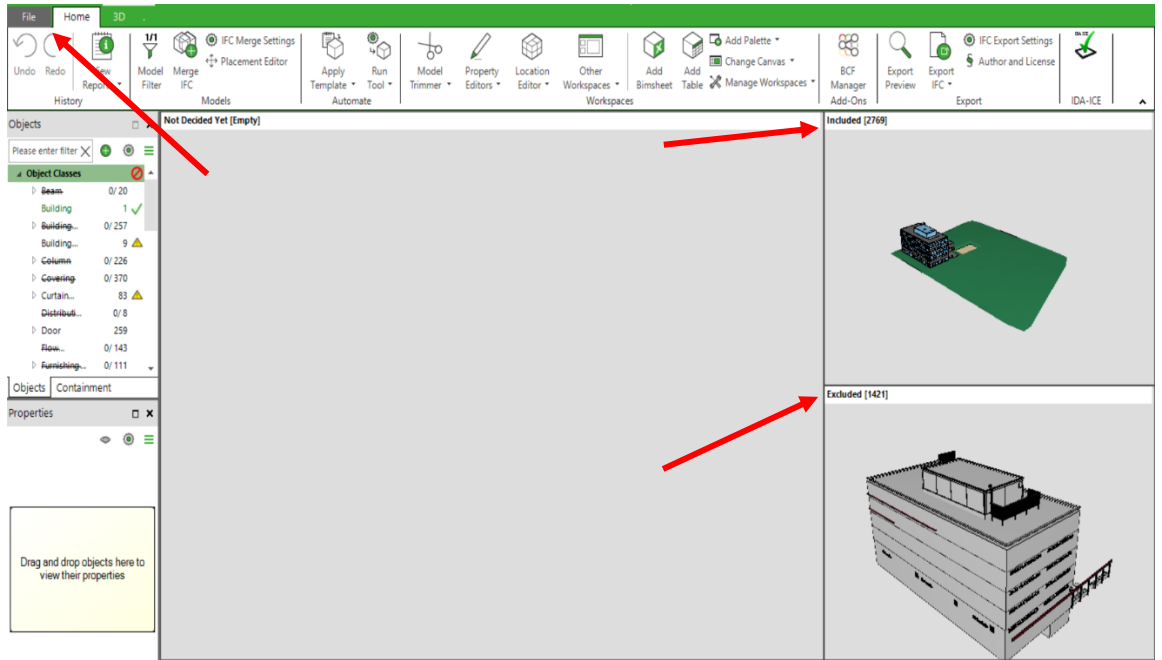 File Home 3D
1/1
IFC Merge Settings
Placement Editor
Add Palette
Change Canvas
Manage Workspaces
IFC Export Settings
Author and License
Undo Redo Reports Model Filter Merge IFC Apply Template Run Tool Model Trimmer Property Editors Location Editor Other Workspaces Add Bimsheet Add Table BCF Manager Export Preview Export IFC
History Models Automate Workspaces Add-Ons Export IDA-ICE
Objects
Please enter filter
Object Classes
Beam 0/ 20
Building 1
Building... 0/ 257
Building... 9
Column 0/ 226
Covering 0/ 370
Curtain... 83
Distributi... 0/ 8
Door 259
Flow... 0/ 143
Furnishing... 0/ 111
Objects Containment
Properties
Drag and drop objects here to
view their properties
Not Decided Yet [Empty]
Included [2769]
Excluded [1421]